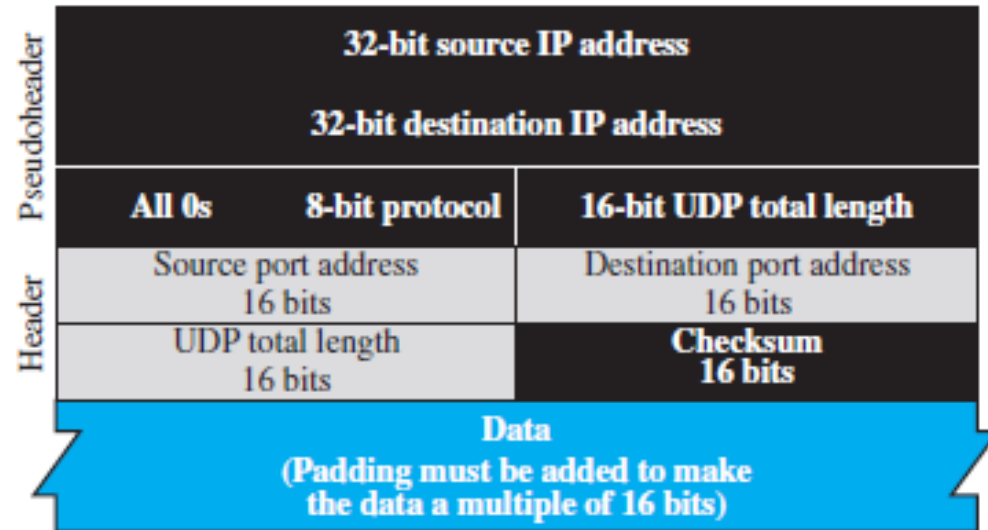 Pseudoheader
32-bit source IP address
32-bit destination IP address
All 0s 8-bit protocol 16-bit UDP total length
Header
Source port address Destination port address
16 bits 16 bits
UDP total length Checksum
16 bits 16 bits
Data
(Padding must be added to make
the data a multiple of 16 bits)